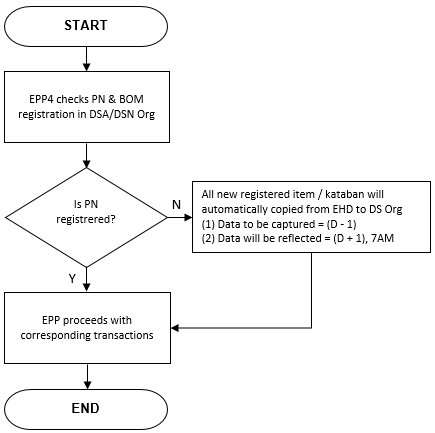 START
EPP4 checks PN & BOM
registration in DSA/DSN Org
Is PN
registrered?
N
All new registered item / kataban will
automatically copied from EHD to DS Org
(1) Data to be captured = (D - 1)
(2) Data will be reflected = (D + 1), 7AM
Y
EPP proceeds with
corresponding transactions
END